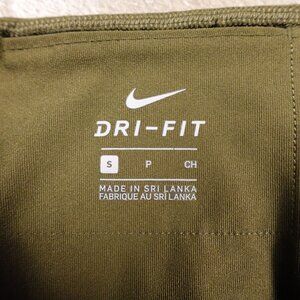 DRI-FIT
S P CH
MADE IN SRI LANKA
FABRIQUE AU SRI LANKA